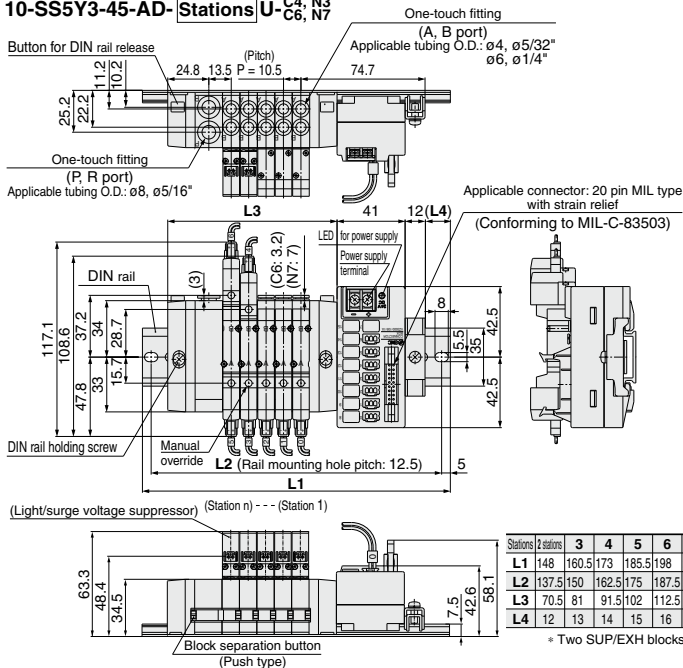 10-SS5Y3-45-AD- Stations U- C4, N3
C6, N7
One-touch fitting
(A, B port)
Applicable tubing O.D.: ø4, ø5/32"
ø6, ø1/4"
Button for DIN rail release
(Pitch)
24.8 13.5 P = 10.5 74.7
11.2
10.2
25.2
22.2
One-touch fitting
(P, R port)
Applicable tubing O.D.: ø8, ø5/16"
Applicable connector: 20 pin MIL type
with strain relief
(Conforming to MIL-C-83503)
L3 41 12 (L4)
LED for power supply
Power supply
terminal
DIN rail
(3)
(C6: 3.2)
(N7: 7)
8
117.1
108.6
37.2
34
28.7
5.5
35
42.5
42.5
47.8
33
15.7
DIN rail holding screw
Manual
override
L2 (Rail mounting hole pitch: 12.5) 5
L1
(Light/surge voltage suppressor) (Station n) - - - (Station 1)
63.3
48.4
34.5
7.5
42.6
58.1
Block separation button
(Push type)
Stations 2 stations 3 4 5 6
L1 148 160.5 173 185.5 198
L2 137.5 150 162.5 175 187.5
L3 70.5 81 91.5 102 112.5
L4 12 13 14 15 16
* Two SUP/EXH blocks